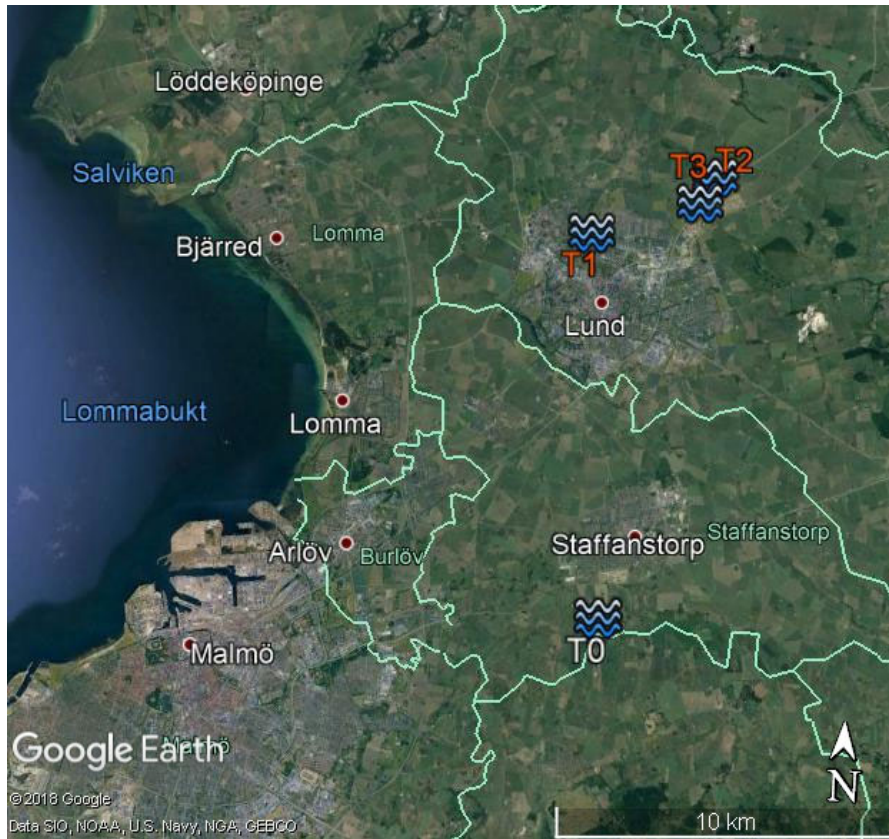 Löddeköpinge
T3 T2
Salviken
Bjärred
Lomma
T1
Lund
Lommabukt
Lomma
Arlöv
Burlöv
Staffanstorp
Staffanstorp
T0
Malmö
Malmö
Google Earth
N
©2018 Google
10 km
Data SIO, NOAA, U.S. Navy, NGA, GEBCO